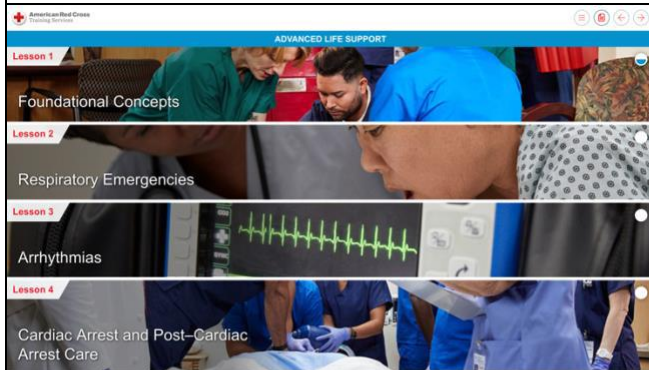 American Red Cross
Training Services
ADVANCED LIFE SUPPORT
Lesson 1
Foundational Concepts
Lesson 2
Respiratory Emergencies
Lesson 3
Arrhythmias
Lesson 4
Cardiac Arrest and Post–Cardiac
Arrest Care